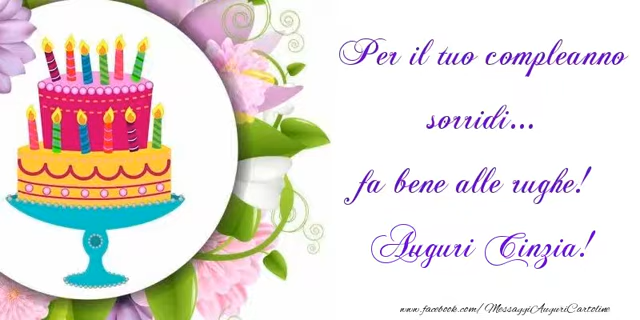 Per il tuo compleanno
sorridi...
fa bene alle rughe!
Auguri Cinzia!
www.facebook.com/MessaggiAuguriCartoline